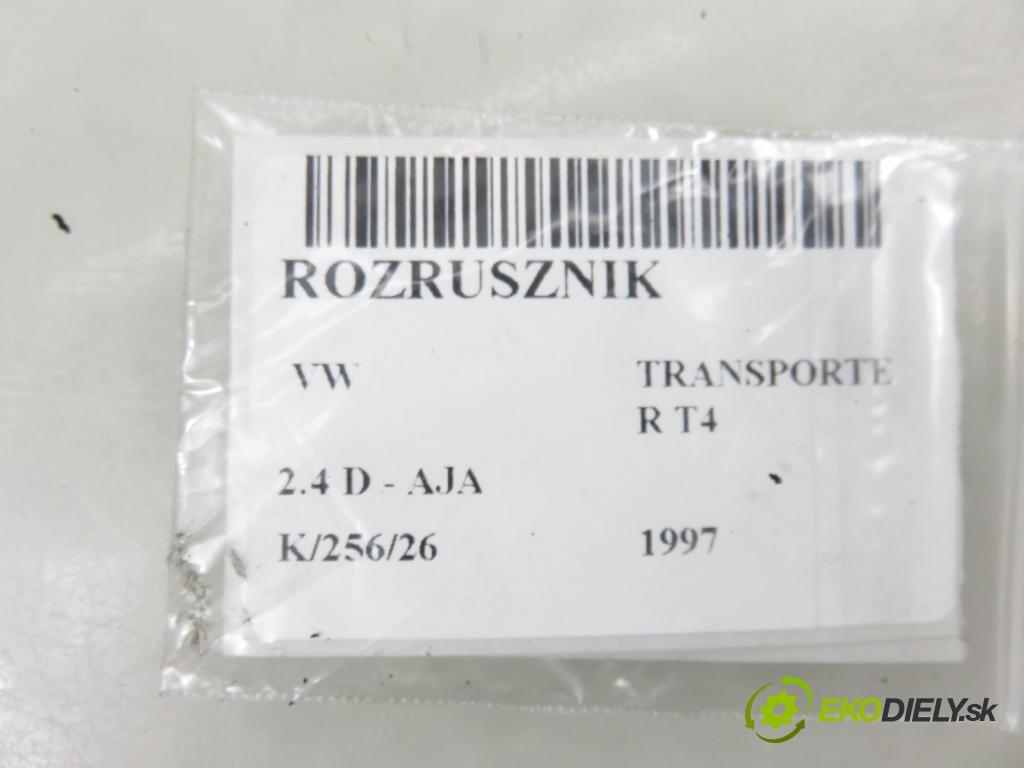 ROZRUSZNIK
VW TRANSPORTE
R T4
2.4 D - AJA
K/256/26 1997
EKODIELY.sk